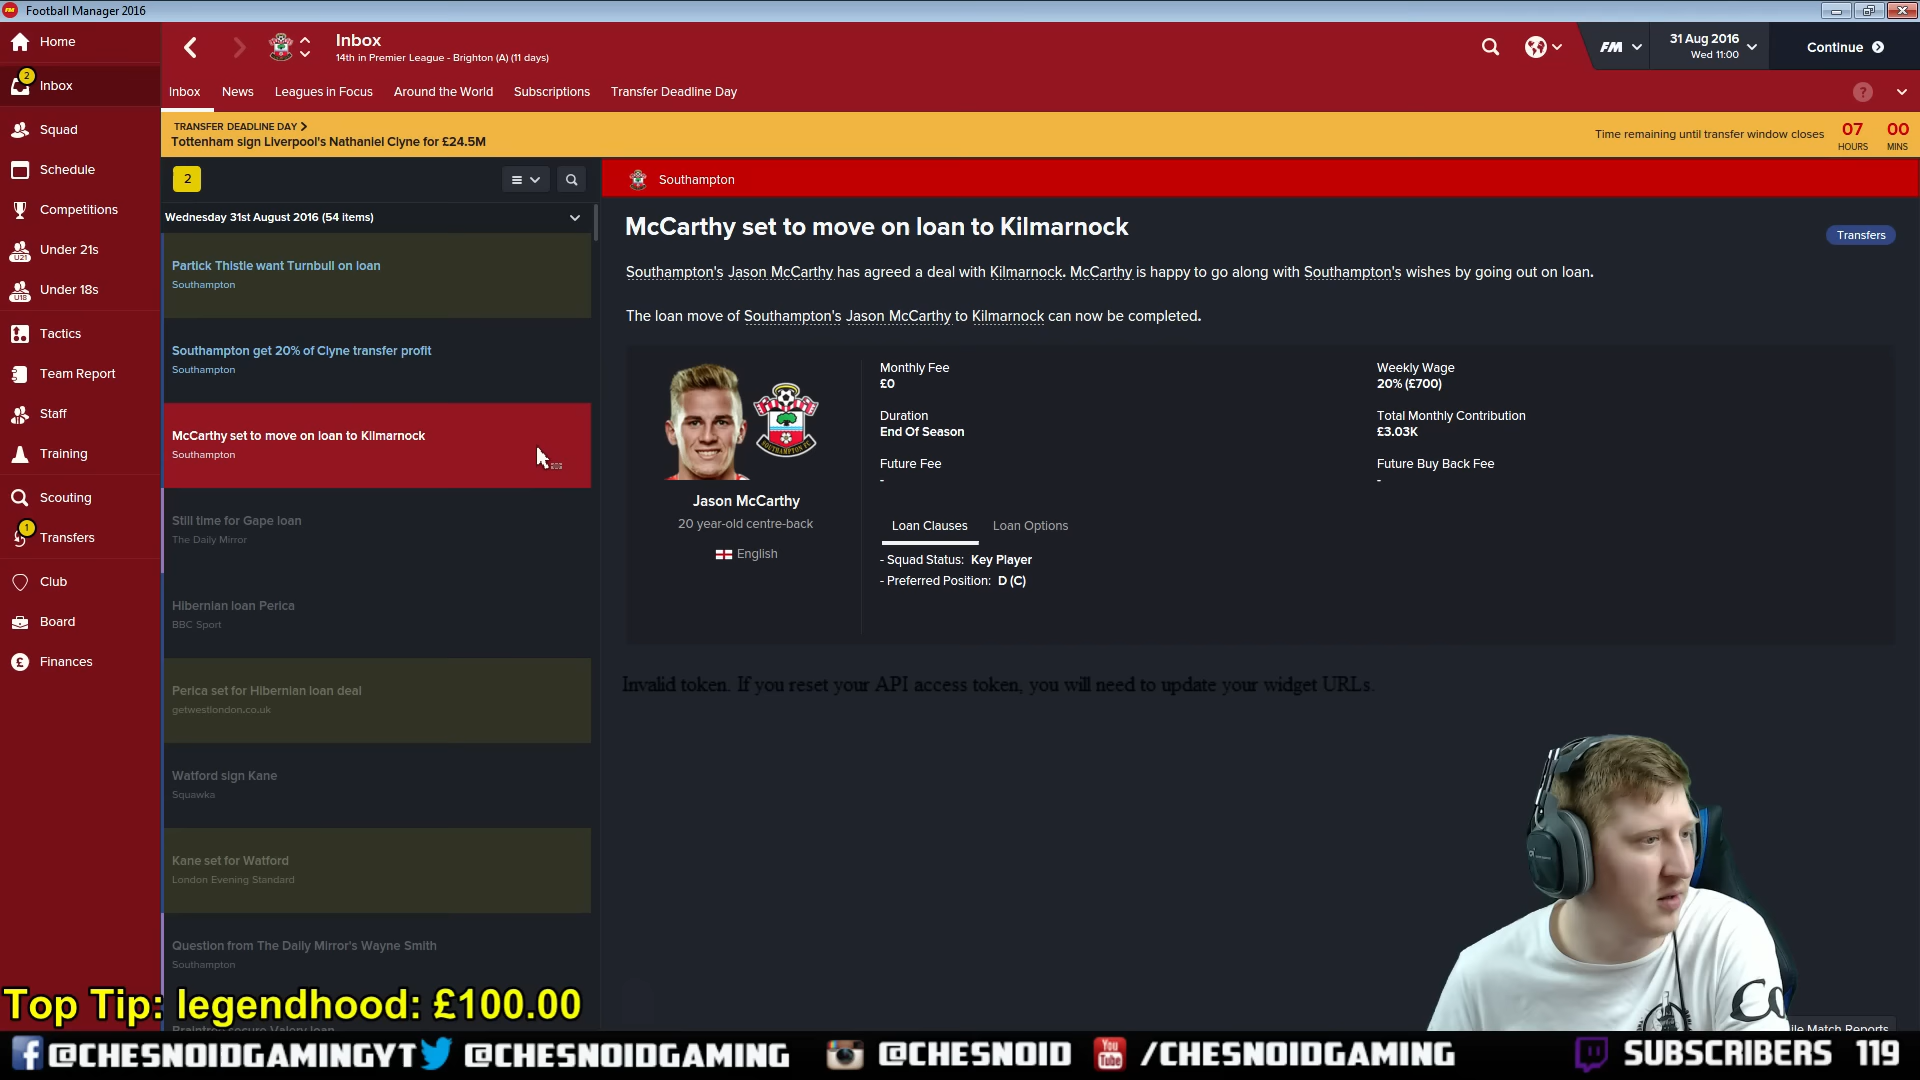 Football Manager 2016
Home
Inbox
14th in Premier League - Brighton (A) (11 days)
FM
31 Aug 2016
Wed 11:00
Continue
2
Inbox
Inbox
News
Leagues in Focus
Around the World
Subscriptions
Transfer Deadline Day
?
TRANSFER DEADLINE DAY
Tottenham sign Liverpool's Nathaniel Clyne for £24.5M
Time remaining until transfer window closes
07
HOURS
00
MINS
Squad
Schedule
Competitions
Under 21s
U21
Under 18s
U18
Tactics
Team Report
Staff
Training
Scouting
1
Transfers
Club
Board
£
Finances
2
Wednesday 31st August 2016 (54 items)
Partick Thistle want Turnbull on loan
Southampton
Southampton get 20% of Clyne transfer profit
Southampton
McCarthy set to move on loan to Kilmarnock
Southampton
Still time for Gape loan
The Daily Mirror
Hibernian loan Perica
BBC Sport
Perica set for Hibernian loan deal
getwestlondon.co.uk
Watford sign Kane
Squawka
Kane set for Watford
London Evening Standard
Question from The Daily Mirror's Wayne Smith
Southampton
Braintree secure Valery loan
Southampton
McCarthy set to move on loan to Kilmarnock
Transfers
Southampton's Jason McCarthy has agreed a deal with Kilmarnock. McCarthy is happy to go along with Southampton's wishes by going out on loan.
The loan move of Southampton's Jason McCarthy to Kilmarnock can now be completed.
Jason McCarthy
20 year-old centre-back
English
Monthly Fee
£0
Weekly Wage
20% (£700)
Duration
End Of Season
Total Monthly Contribution
£3.03K
Future Fee
-
Future Buy Back Fee
-
Loan Clauses
Loan Options
- Squad Status: Key Player
- Preferred Position: D (C)
Invalid token. If you reset your API access token, you will need to update your widget URLs.
Top Tip: legendhood: £100.00
ile Match Reports
@CHESNOIDGAMINGYT
@CHESNOIDGAMING
@CHESNOID
You Tube
/CHESNOIDGAMING
SUBSCRIBERS 119